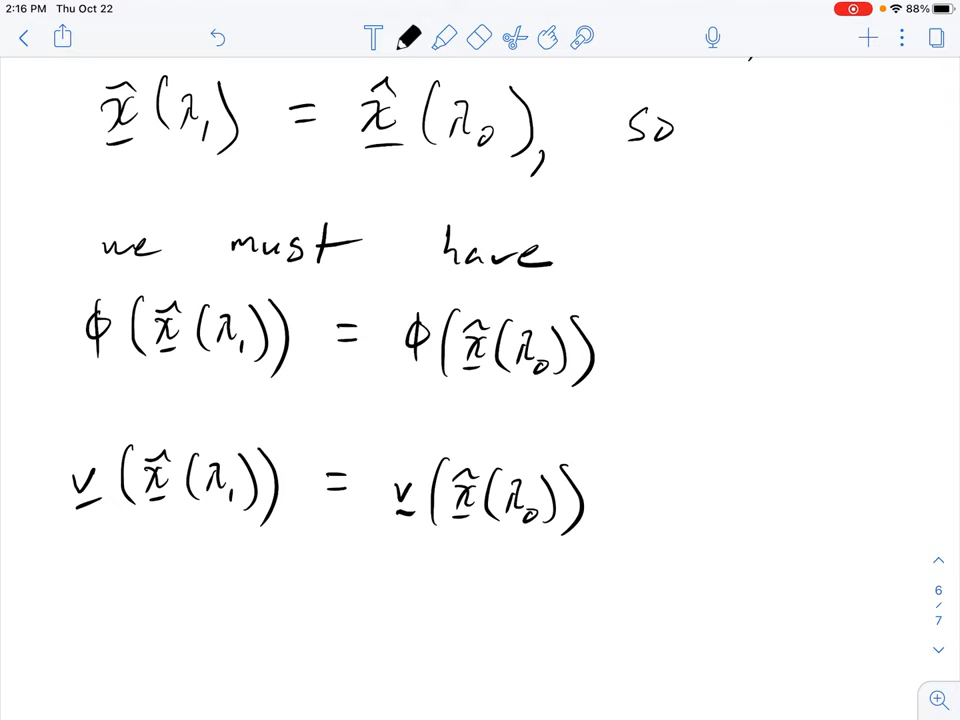 2:16 PM Thu Oct 22 88%
T
x̲̂(λ₁) = x̲̂(λ₀), so
we must have
ϕ(x̲̂(λ₁)) = ϕ(x̲̂(λ₀))
v̲(x̲̂(λ₁)) = v̲(x̲̂(λ₀))
6
/
7